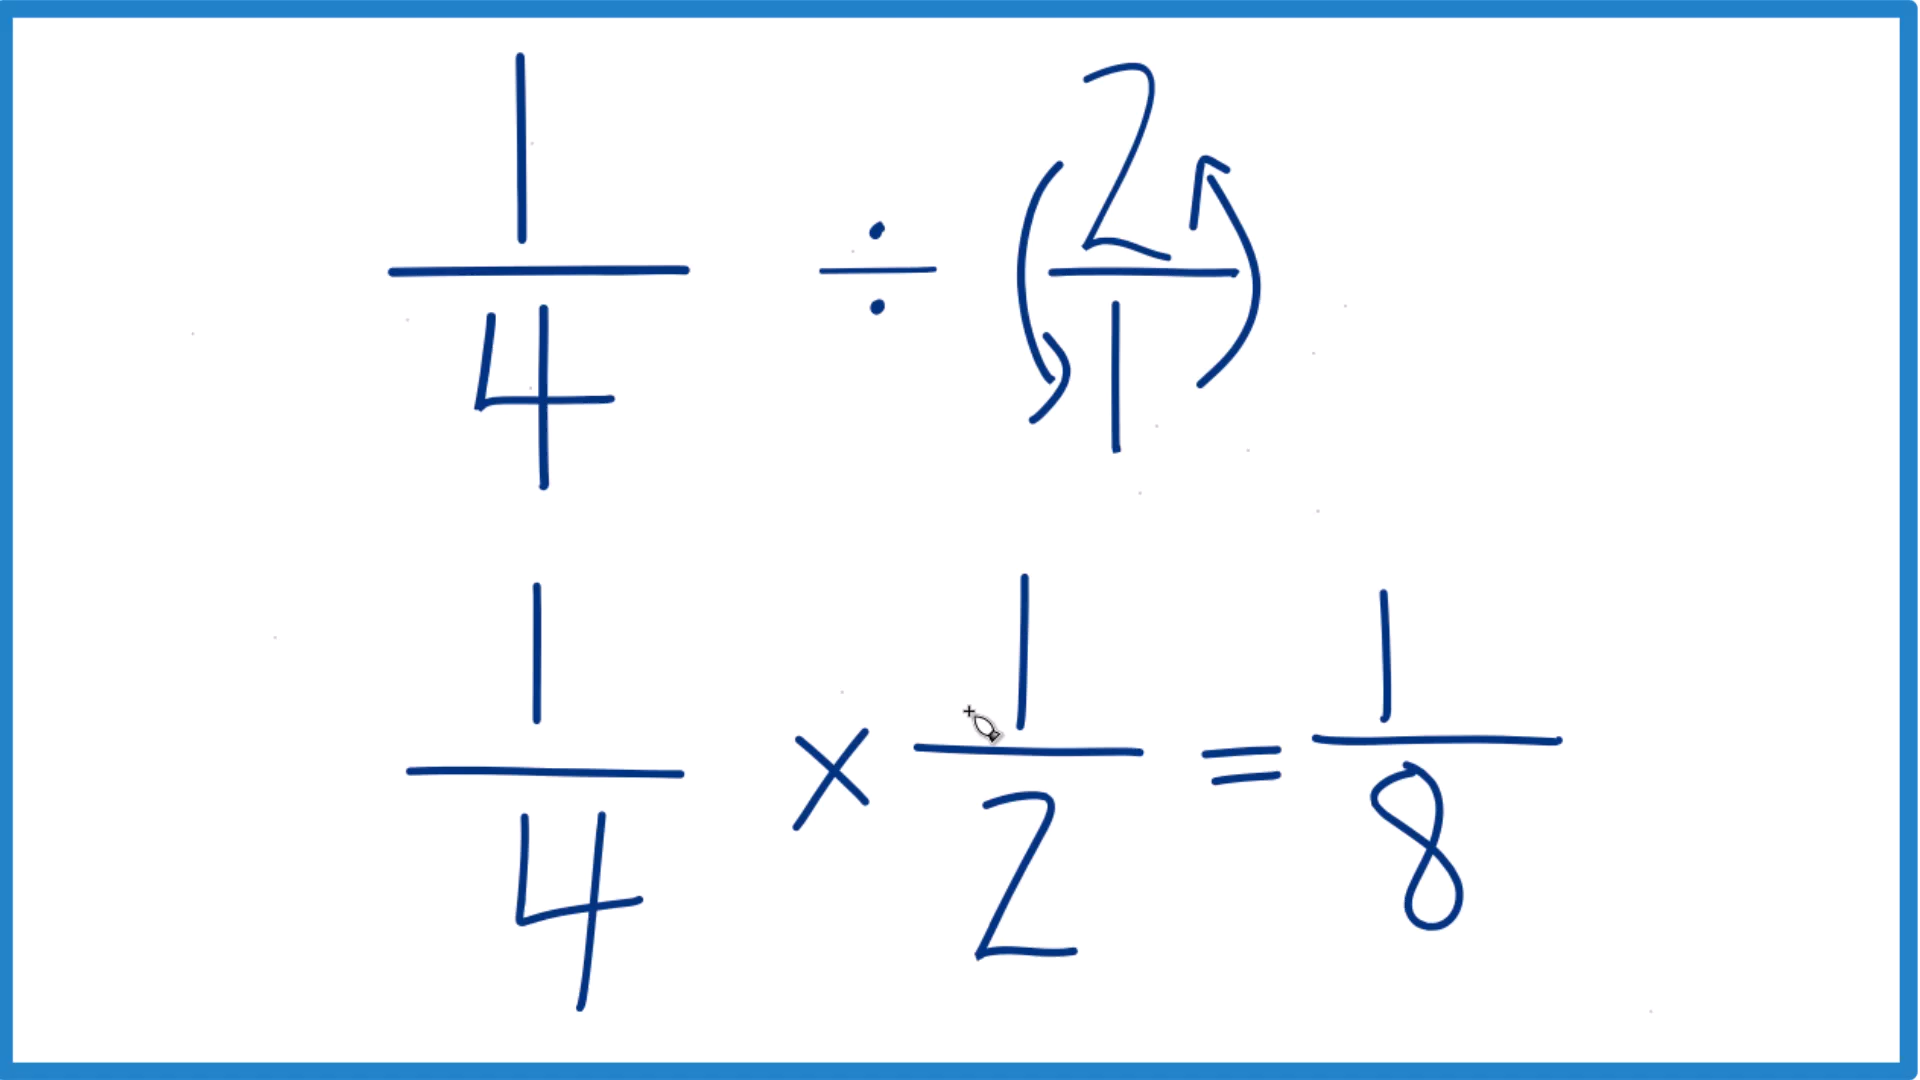 1/4 ÷ 2/1
1/4 × 1/2 = 1/8